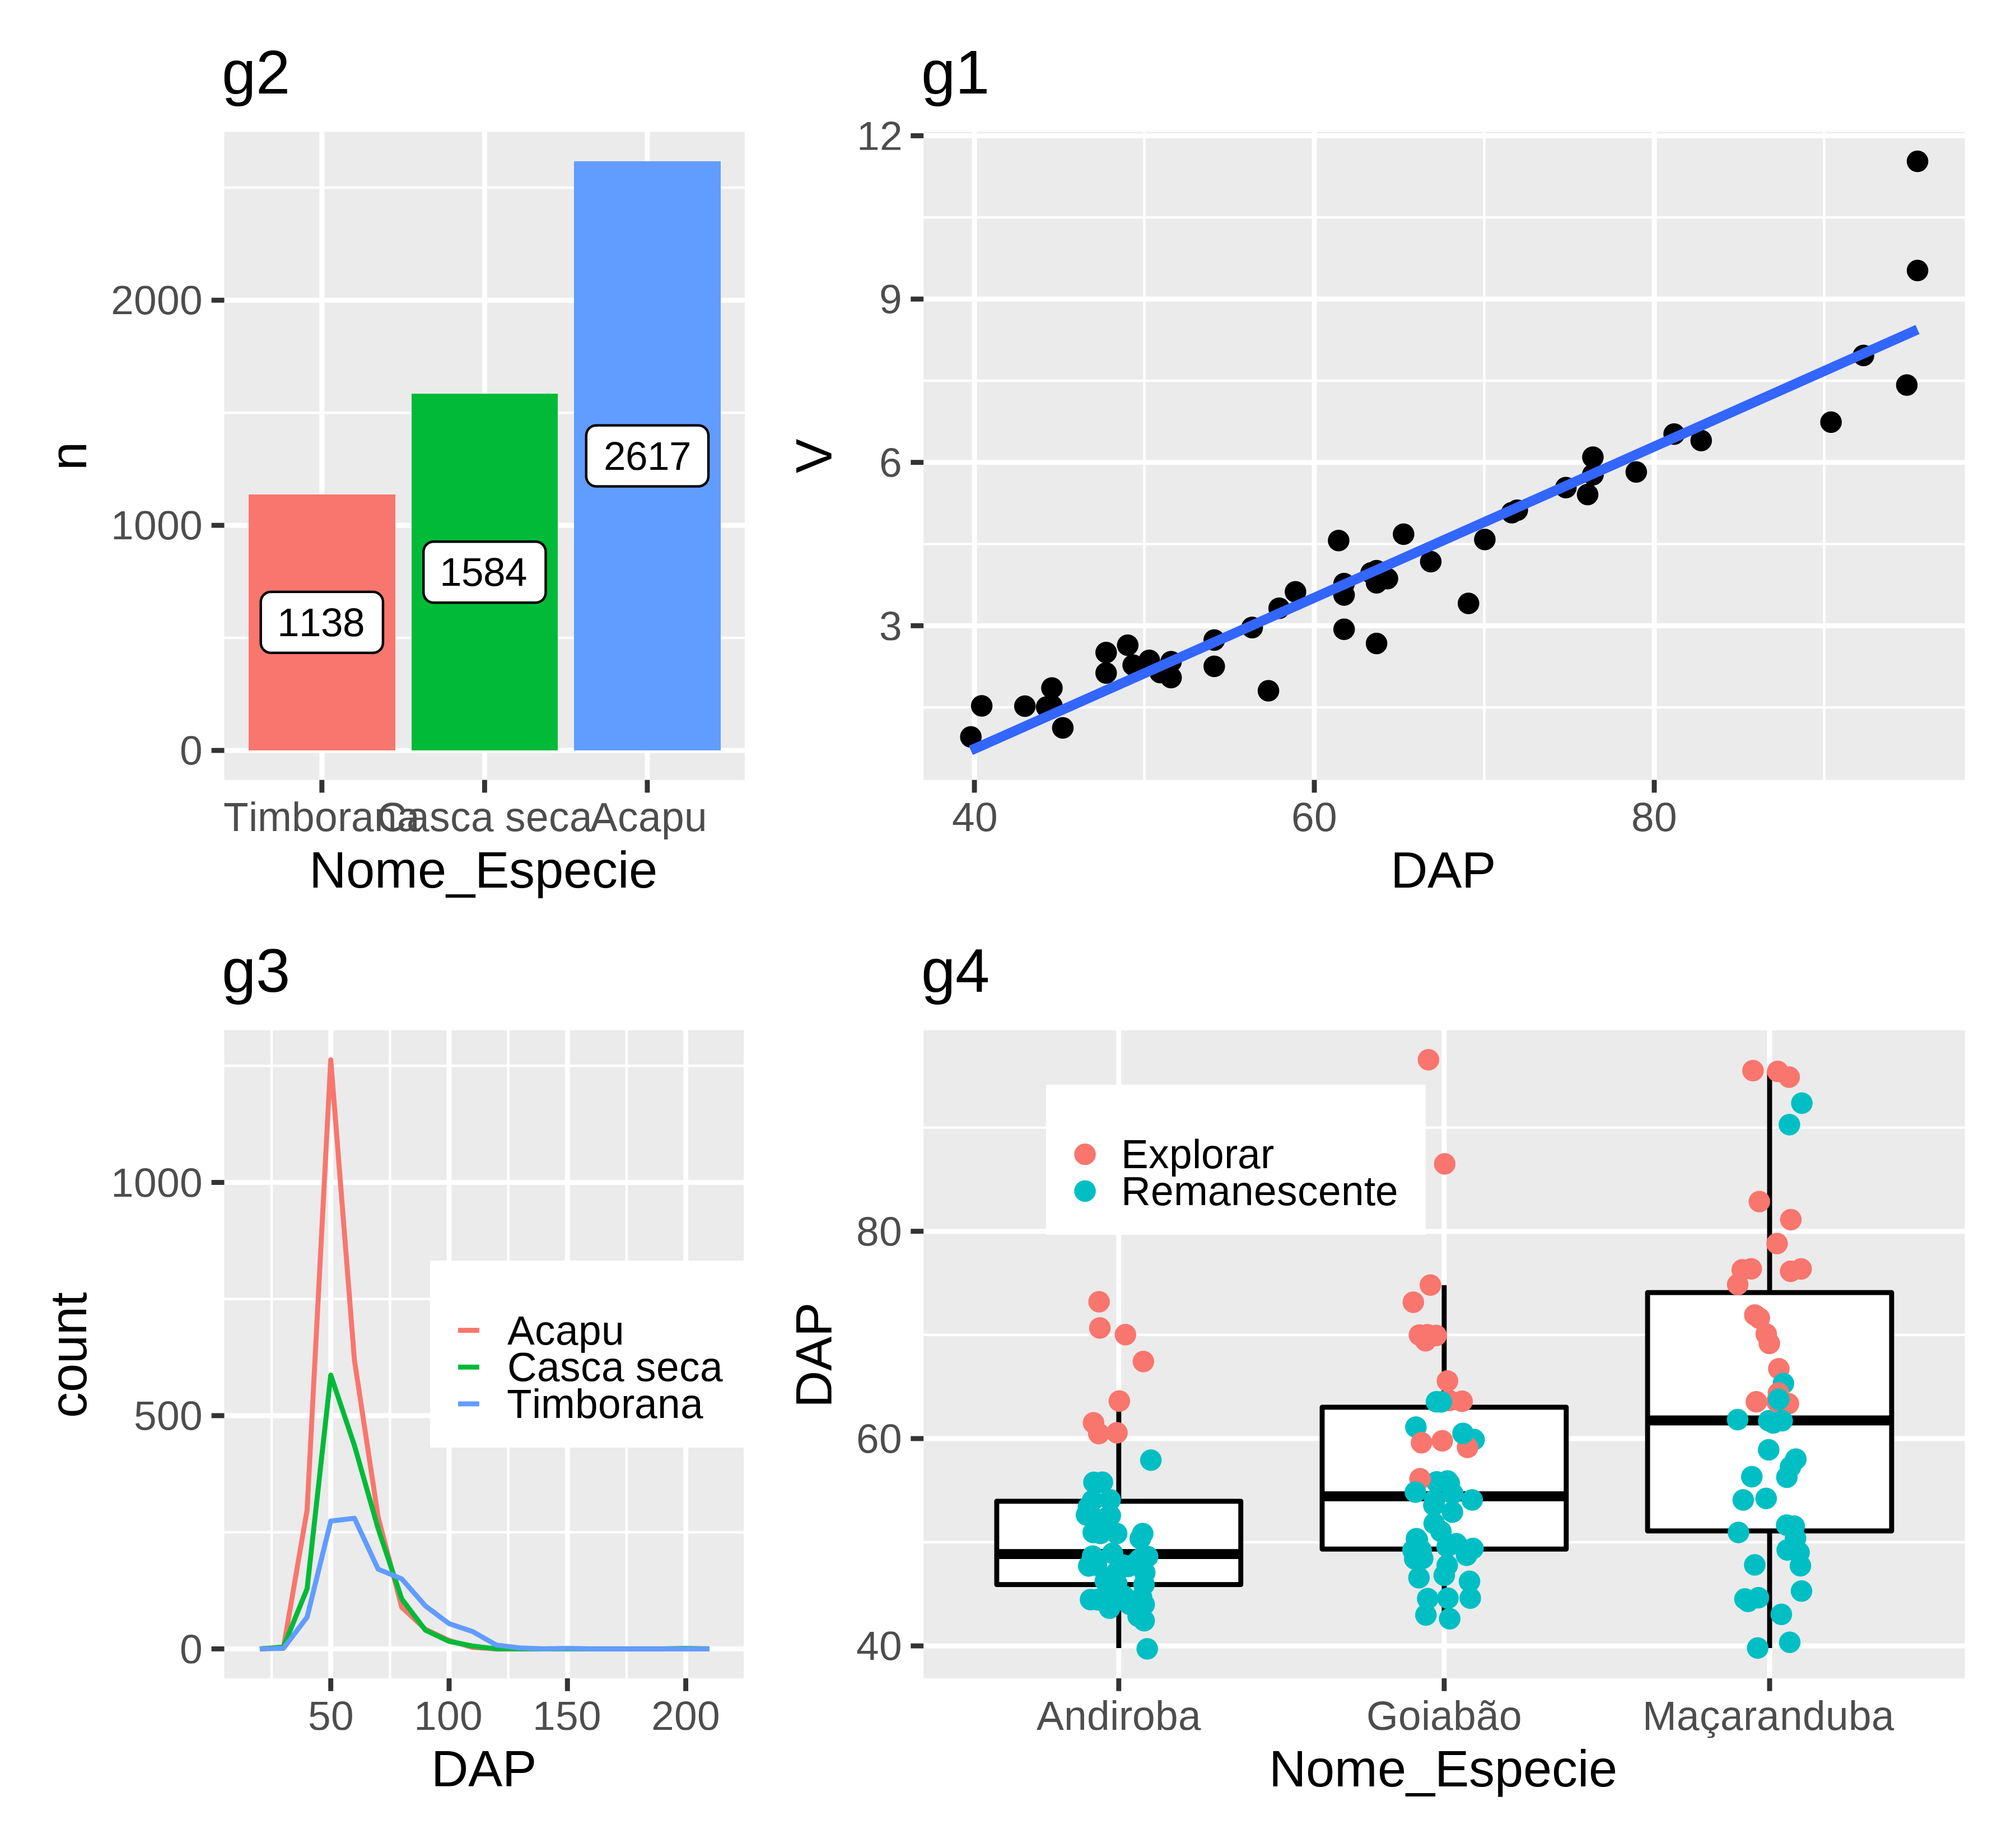 g2
n
2000
1000
0
1138
1584
2617
Timborana
Casca seca
Acapu
Nome_Especie
g1
V
12
9
6
3
40
60
80
DAP
g3
count
1000
500
0
Acapu
Casca seca
Timborana
50
100
150
200
DAP
g4
DAP
80
60
40
Explorar
Remanescente
Andiroba
Goiabão
Maçaranduba
Nome_Especie